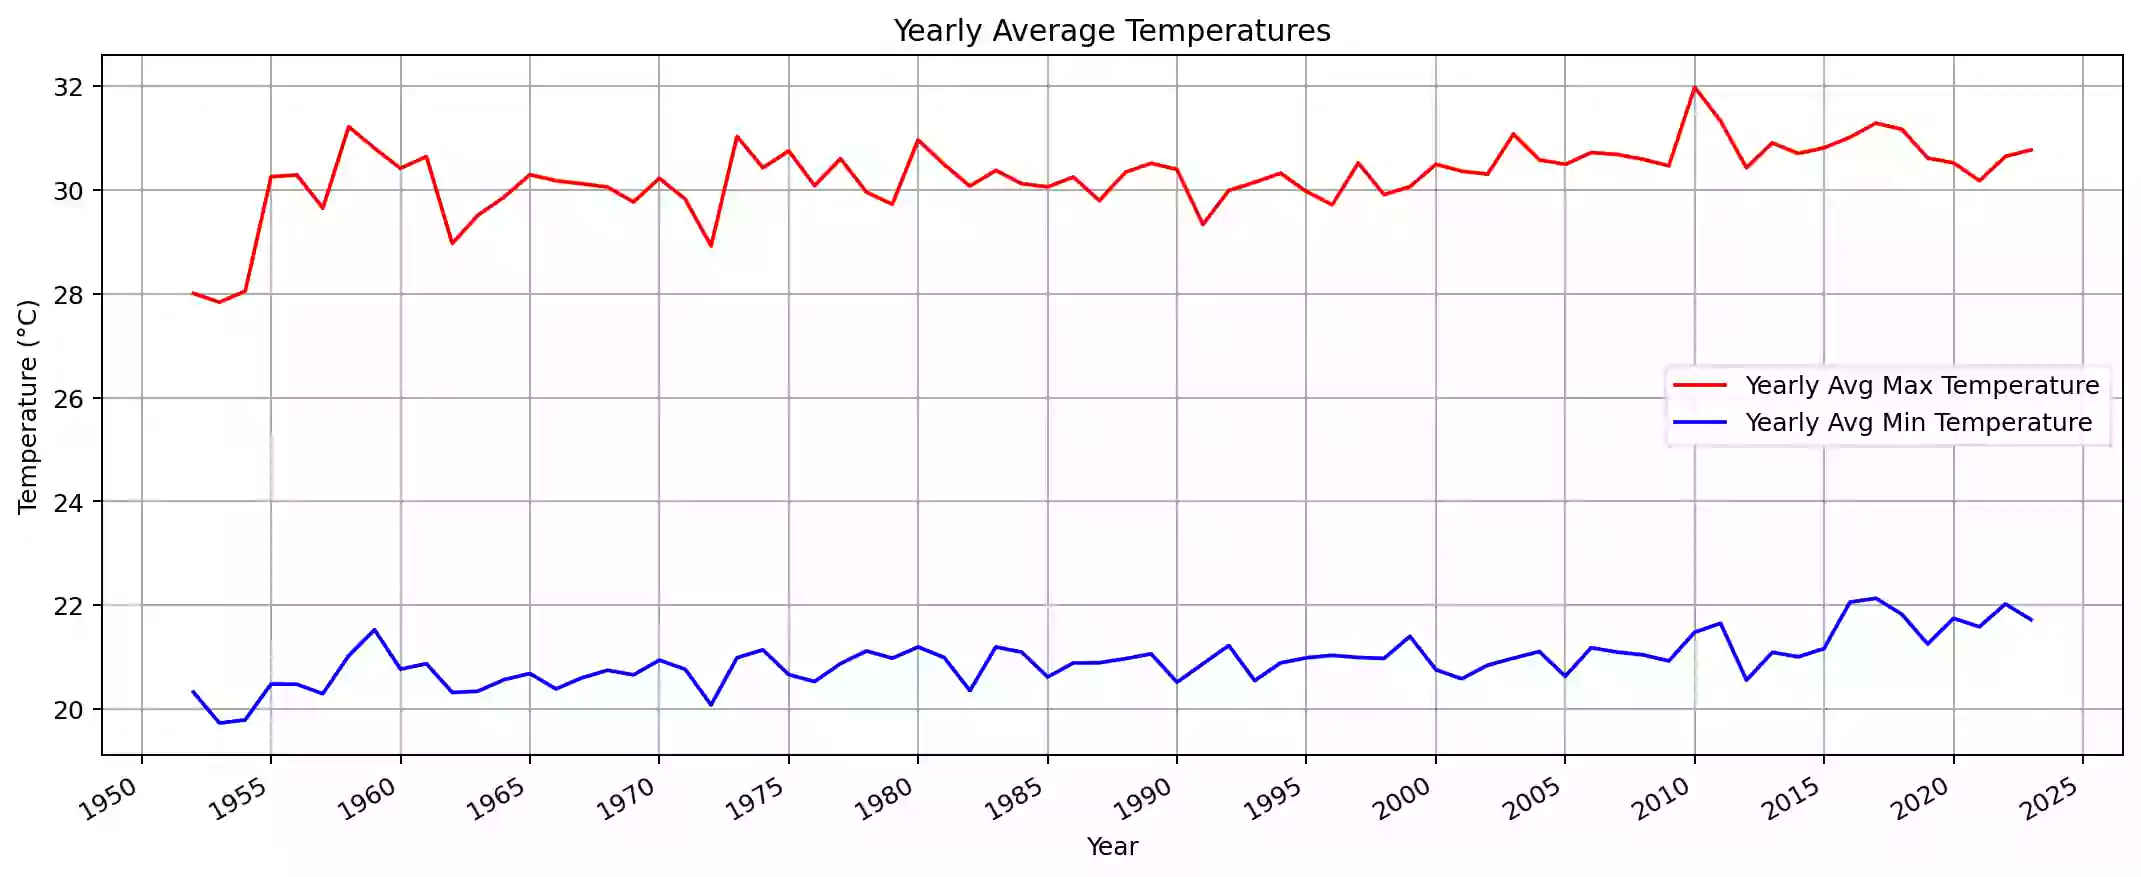 Yearly Average Temperatures
Temperature (°C)
32
30
28
26
24
22
20
Yearly Avg Max Temperature
Yearly Avg Min Temperature
1950 1955 1960 1965 1970 1975 1980 1985 1990 1995 2000 2005 2010 2015 2020 2025
Year